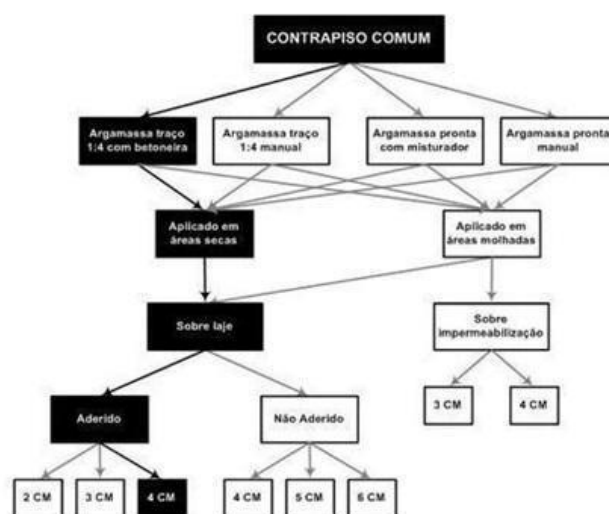 CONTRAPISO COMUM
Argamassa traço
1:4 com betoneira
Argamassa traço
1:4 manual
Argamassa pronta
com misturador
Argamassa pronta
manual
Aplicado em
áreas secas
Aplicado em
áreas molhadas
Sobre laje
Sobre
impermeabilização
3 CM
4 CM
Aderido
Não Aderido
2 CM
3 CM
4 CM
4 CM
5 CM
6 CM